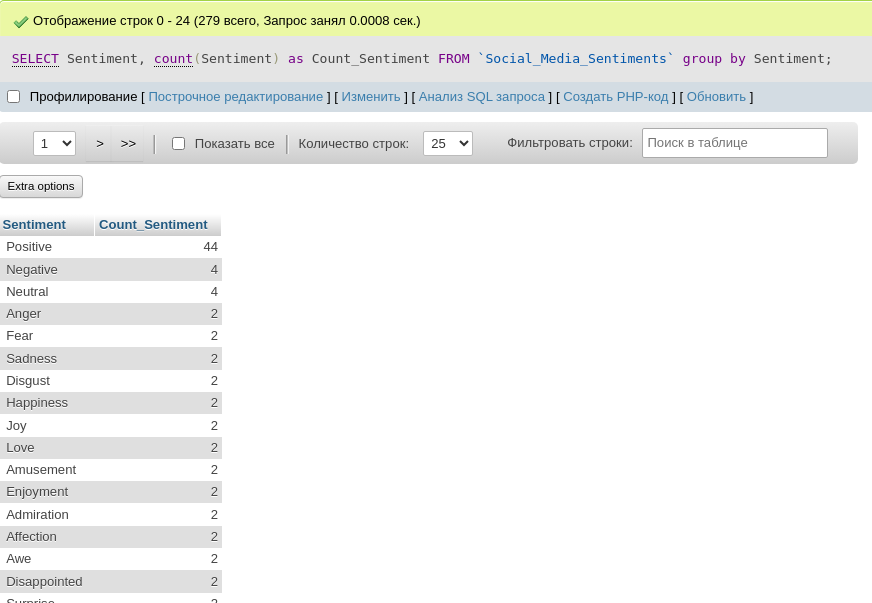 Отображение строк 0 - 24 (279 всего, Запрос занял 0.0008 сек.)
SELECT Sentiment, count(Sentiment) as Count_Sentiment FROM `Social_Media_Sentiments` group by Sentiment;
Профилирование [ Построчное редактирование ] [ Изменить ] [ Анализ SQL запроса ] [ Создать PHP-код ] [ Обновить ]
1 > >> Показать все Количество строк: 25 Фильтровать строки: Поиск в таблице
Extra options
Sentiment Count_Sentiment
Positive 44
Negative 4
Neutral 4
Anger 2
Fear 2
Sadness 2
Disgust 2
Happiness 2
Joy 2
Love 2
Amusement 2
Enjoyment 2
Admiration 2
Affection 2
Awe 2
Disappointed 2
Surprise 2